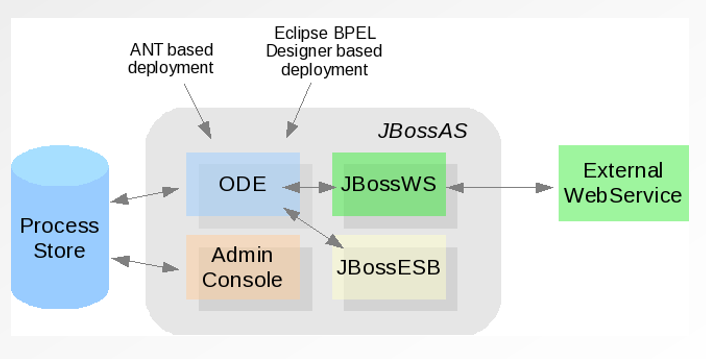 ANT based
deployment
Eclipse BPEL
Designer based
deployment
JBossAS
ODE
JBossWS
External
WebService
Process
Store
Admin
Console
JBossESB